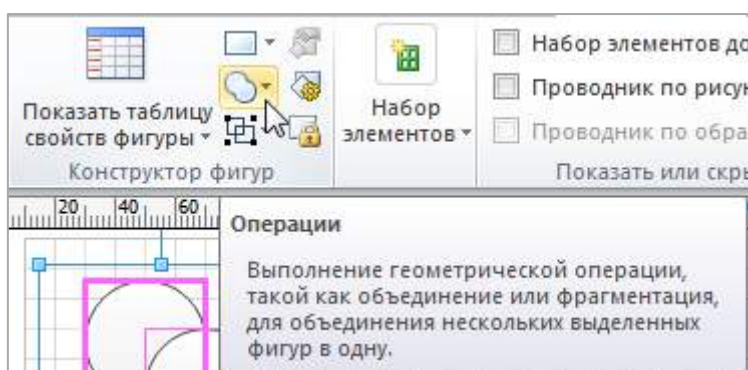 Показать таблицу
свойств фигуры
Конструктор фигур
Набор
элементов
Набор элементов до
Проводник по рисун
Проводник по обра
Показать или скры
20 40 60
Операции
Выполнение геометрической операции,
такой как объединение или фрагментация,
для объединения нескольких выделенных
фигур в одну.